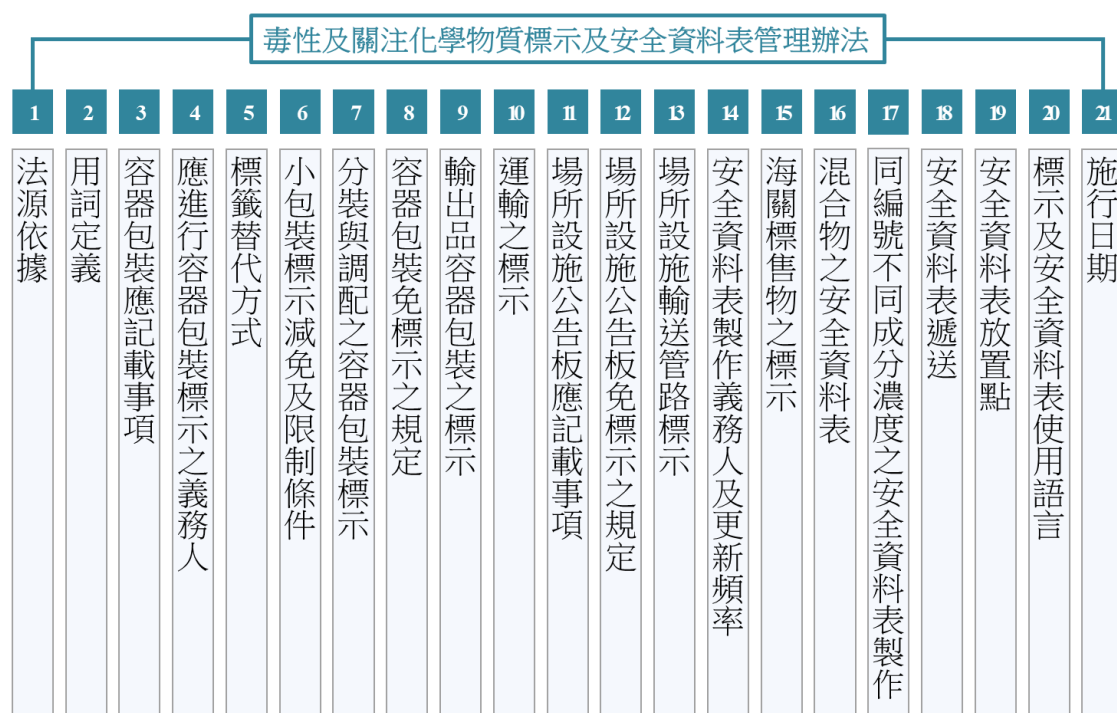 毒性及關注化學物質標示及安全資料表管理辦法
1
法源依據
2
用詞定義
3
容器包裝應記載事項
4
應進行容器包裝標示之義務人
5
標籤替代方式
6
小包裝標示減免及限制條件
7
分裝與調配之容器包裝標示
8
容器包裝免標示之規定
9
輸出品容器包裝之標示
10
運輸之標示
11
場所設施公告板應記載事項
12
場所設施公告板免標示之規定
13
場所設施輸送管路標示
14
安全資料表製作義務人及更新頻率
15
海關標售物之標示
16
混合物之安全資料表
17
同編號不同成分濃度之安全資料表製作
18
安全資料表遞送
19
安全資料表放置點
20
標示及安全資料表使用語言
21
施行日期